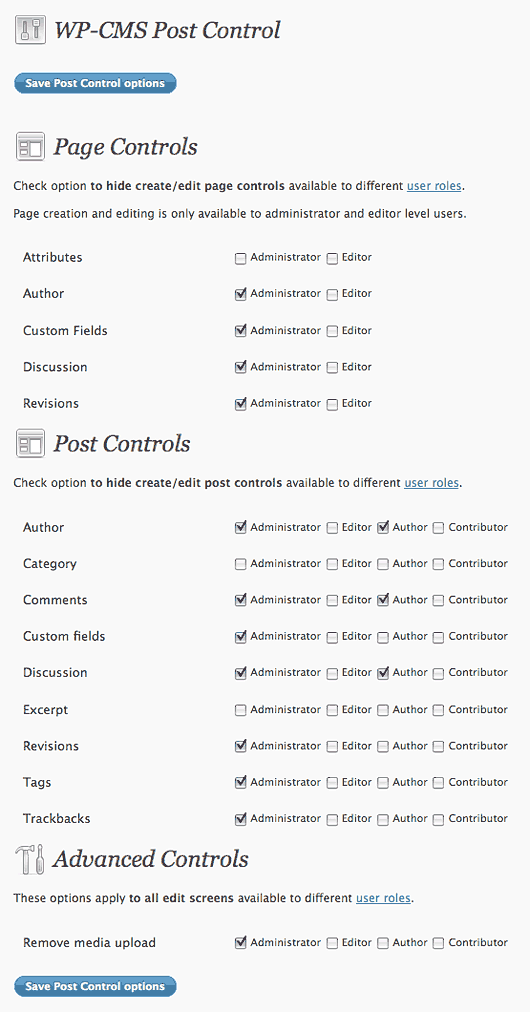 WP-CMS Post Control
Save Post Control options
Page Controls
Check option to hide create/edit page controls available to different user roles.
Page creation and editing is only available to administrator and editor level users.
Attributes Administrator Editor
Author Administrator Editor
Custom Fields Administrator Editor
Discussion Administrator Editor
Revisions Administrator Editor
Post Controls
Check option to hide create/edit post controls available to different user roles.
Author Administrator Editor Author Contributor
Category Administrator Editor Author Contributor
Comments Administrator Editor Author Contributor
Custom fields Administrator Editor Author Contributor
Discussion Administrator Editor Author Contributor
Excerpt Administrator Editor Author Contributor
Revisions Administrator Editor Author Contributor
Tags Administrator Editor Author Contributor
Trackbacks Administrator Editor Author Contributor
Advanced Controls
These options apply to all edit screens available to different user roles.
Remove media upload Administrator Editor Author Contributor
Save Post Control options